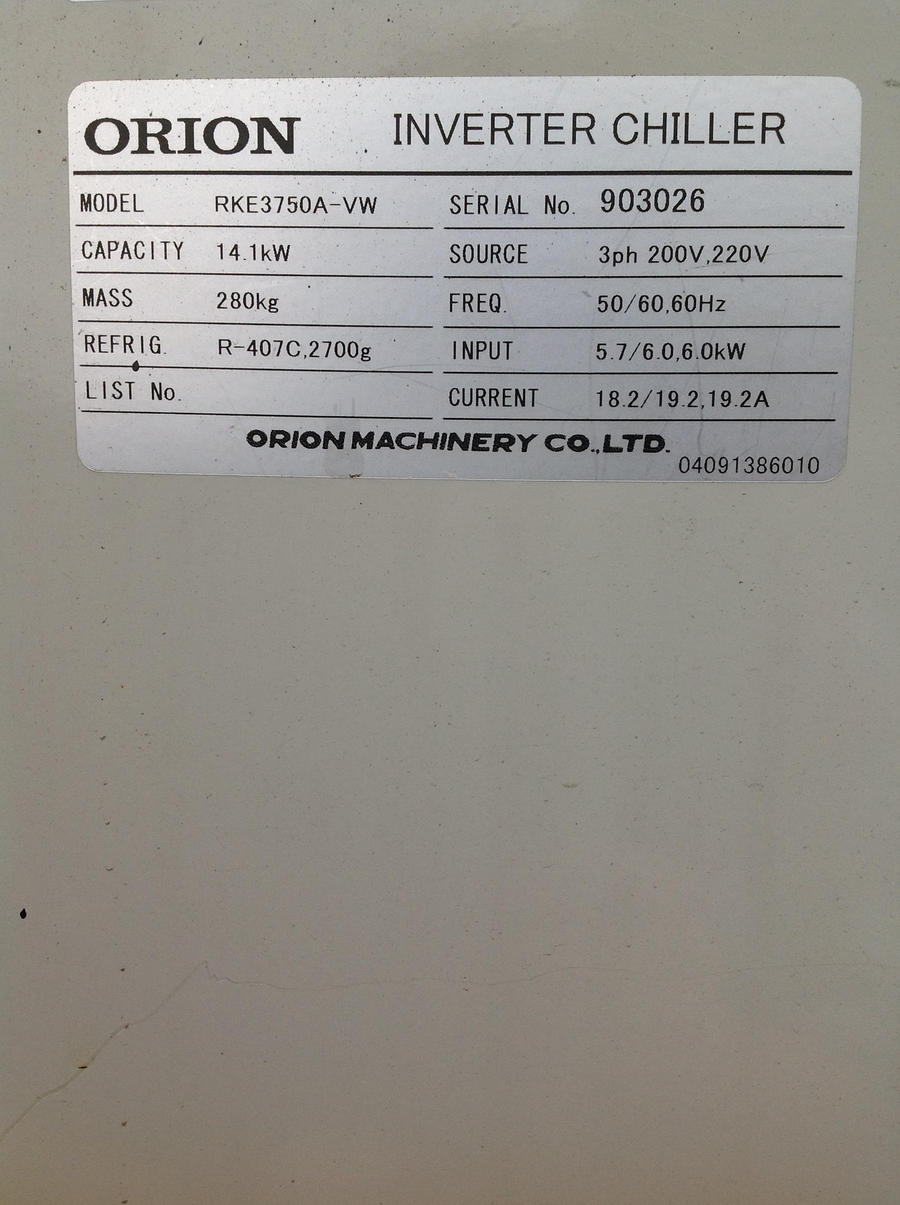 ORION INVERTER CHILLER
MODEL RKE3750A-VW SERIAL No. 903026
CAPACITY 14.1kW SOURCE 3ph 200V,220V
MASS 280kg FREQ. 50/60,60Hz
REFRIG. R-407C,2700g INPUT 5.7/6.0,6.0kW
LIST No. CURRENT 18.2/19.2,19.2A
ORION MACHINERY CO.,LTD.
04091386010